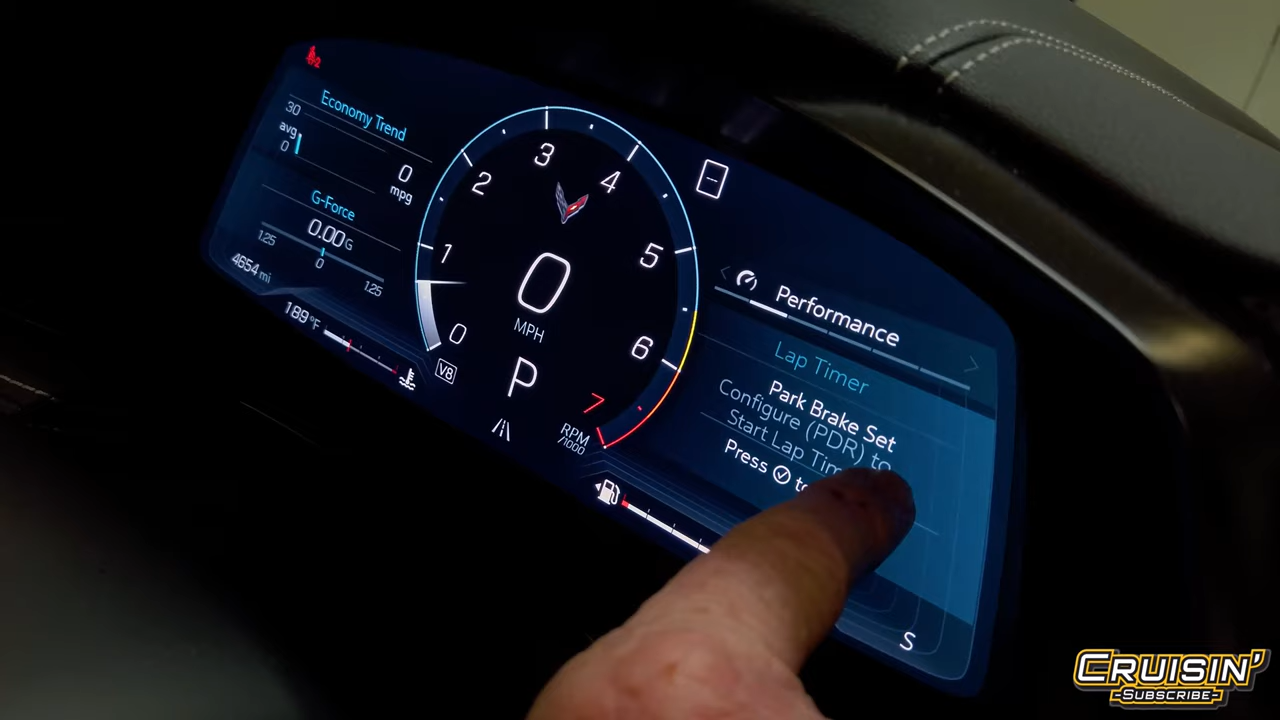 Economy Trend
30
avg
0
0
mpg
G-Force
0.00G
1.25
0
1.25
4654 mi
189 °F
0
1
2
3
4
5
6
7
0
MPH
V8
P
RPM
/1000
Performance
Lap Timer
Park Brake Set
Configure (PDR) to
Start Lap
Press
S
CRUISIN'
-SUBSCRIBE-